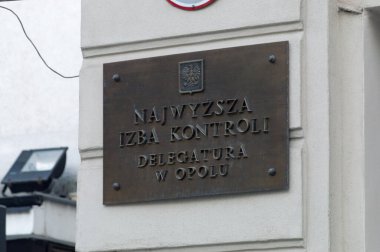 NAJWYŻSZA
IZBA KONTROLI
DELEGATURA
W OPOLU